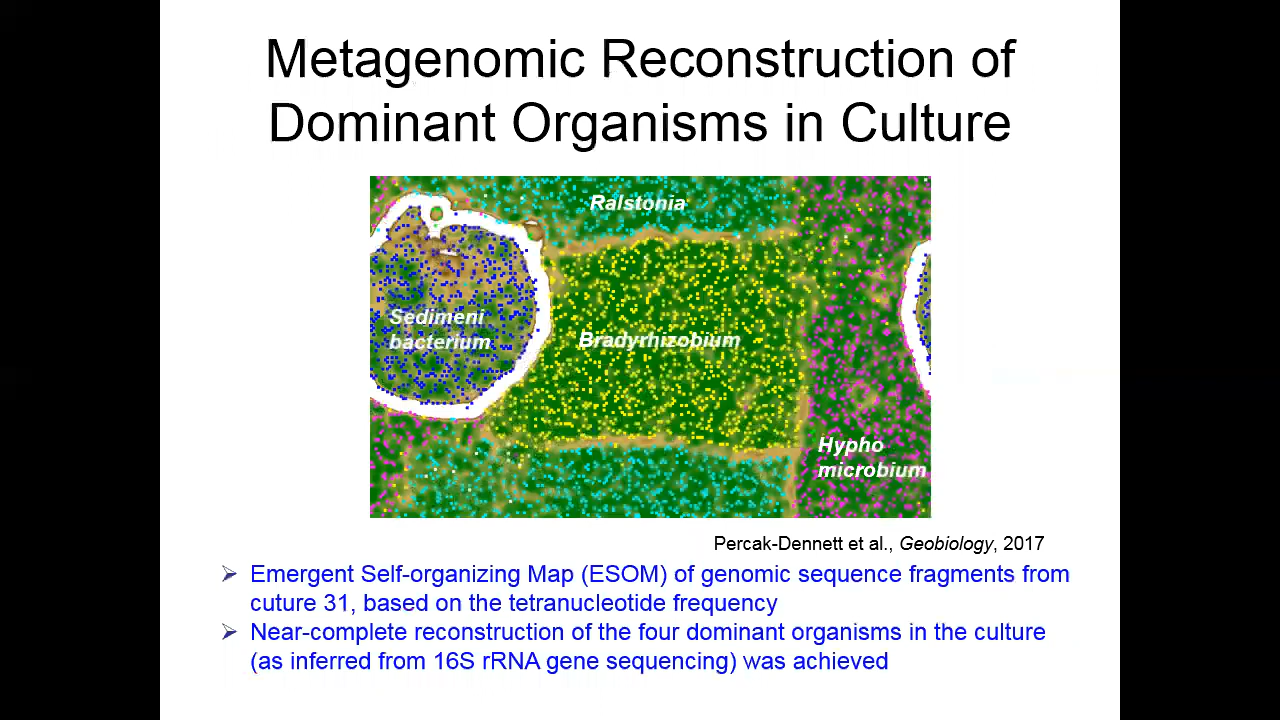 Metagenomic Reconstruction of
Dominant Organisms in Culture
Ralstonia
Sedimeni
bacterium
Bradyrhizobium
Hypho
microbium
Percak-Dennett et al., Geobiology, 2017
➢ Emergent Self-organizing Map (ESOM) of genomic sequence fragments from
cuture 31, based on the tetranucleotide frequency
➢ Near-complete reconstruction of the four dominant organisms in the culture
(as inferred from 16S rRNA gene sequencing) was achieved